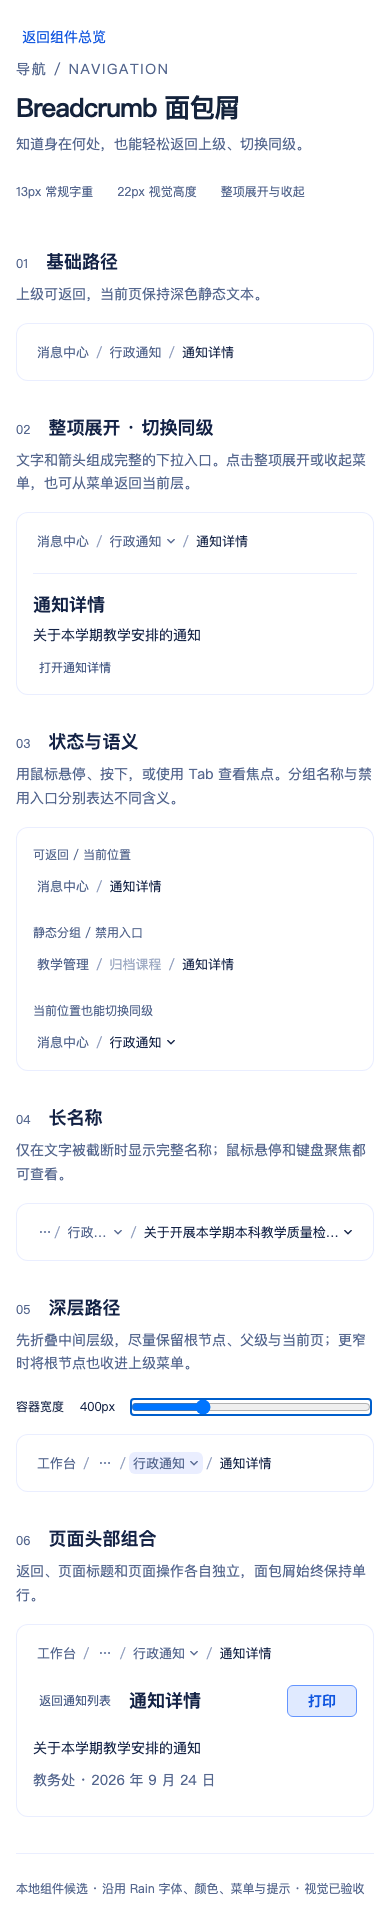 返回组件总览
导航 / NAVIGATION
Breadcrumb 面包屑
知道身在何处，也能轻松返回上级、切换同级。
13px 常规字重 22px 视觉高度 整项展开与收起
01 基础路径
上级可返回，当前页保持深色静态文本。
消息中心 / 行政通知 / 通知详情
02 整项展开 · 切换同级
文字和箭头组成完整的下拉入口。点击整项展开或收起菜
单，也可从菜单返回当前层。
消息中心 / 行政通知 / 通知详情
通知详情
关于本学期教学安排的通知
打开通知详情
03 状态与语义
用鼠标悬停、按下，或使用 Tab 查看焦点。分组名称与禁
用入口分别表达不同含义。
可返回 / 当前位置
消息中心 / 通知详情
静态分组 / 禁用入口
教学管理 / 归档课程 / 通知详情
当前位置也能切换同级
消息中心 / 行政通知
04 长名称
仅在文字被截断时显示完整名称；鼠标悬停和键盘聚焦都
可查看。
··· / 行政... / 关于开展本学期本科教学质量检...
05 深层路径
先折叠中间层级，尽量保留根节点、父级与当前页；更窄
时将根节点也收进上级菜单。
容器宽度 400px
工作台 / ··· / 行政通知 / 通知详情
06 页面头部组合
返回、页面标题和页面操作各自独立，面包屑始终保持单
行。
工作台 / ··· / 行政通知 / 通知详情
返回通知列表 通知详情 打印
关于本学期教学安排的通知
教务处 · 2026 年 9 月 24 日
本地组件候选 · 沿用 Rain 字体、颜色、菜单与提示 · 视觉已验收